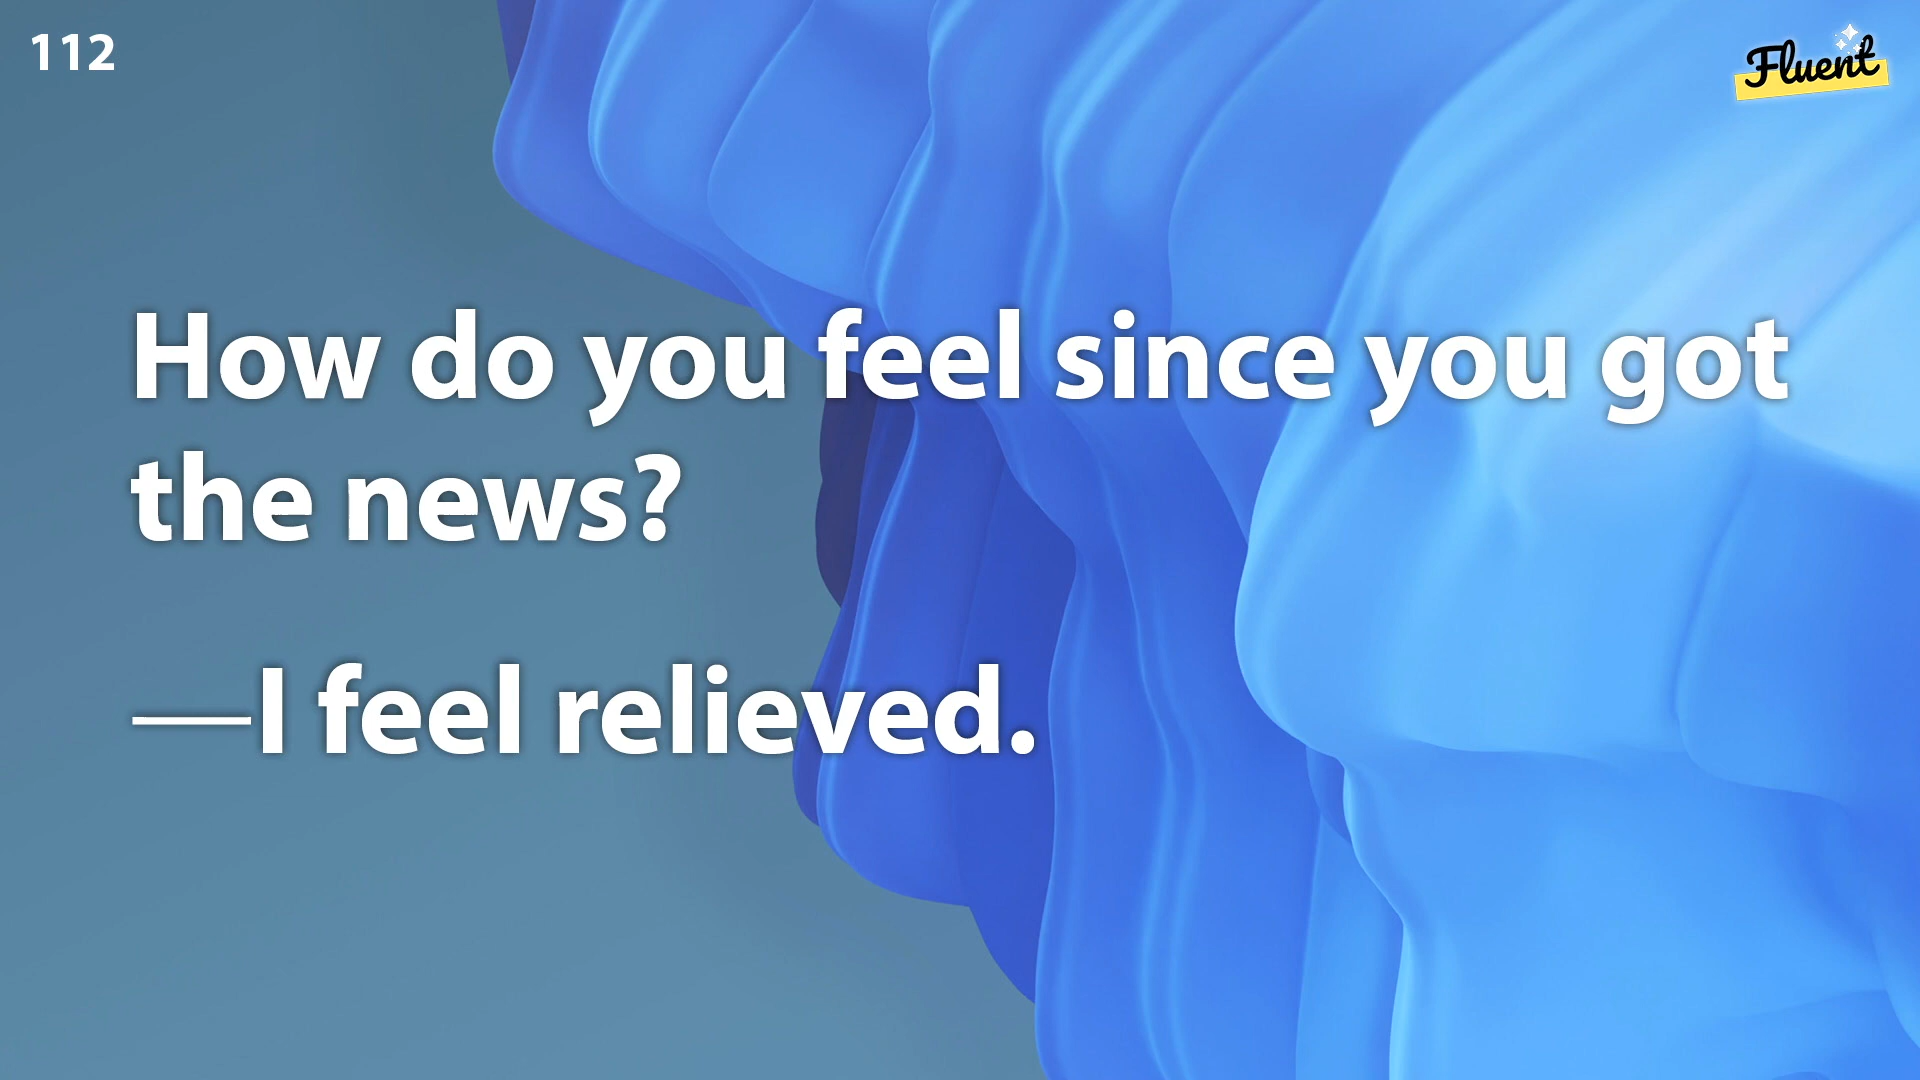 112
Fluent
How do you feel since you got
the news?
—I feel relieved.